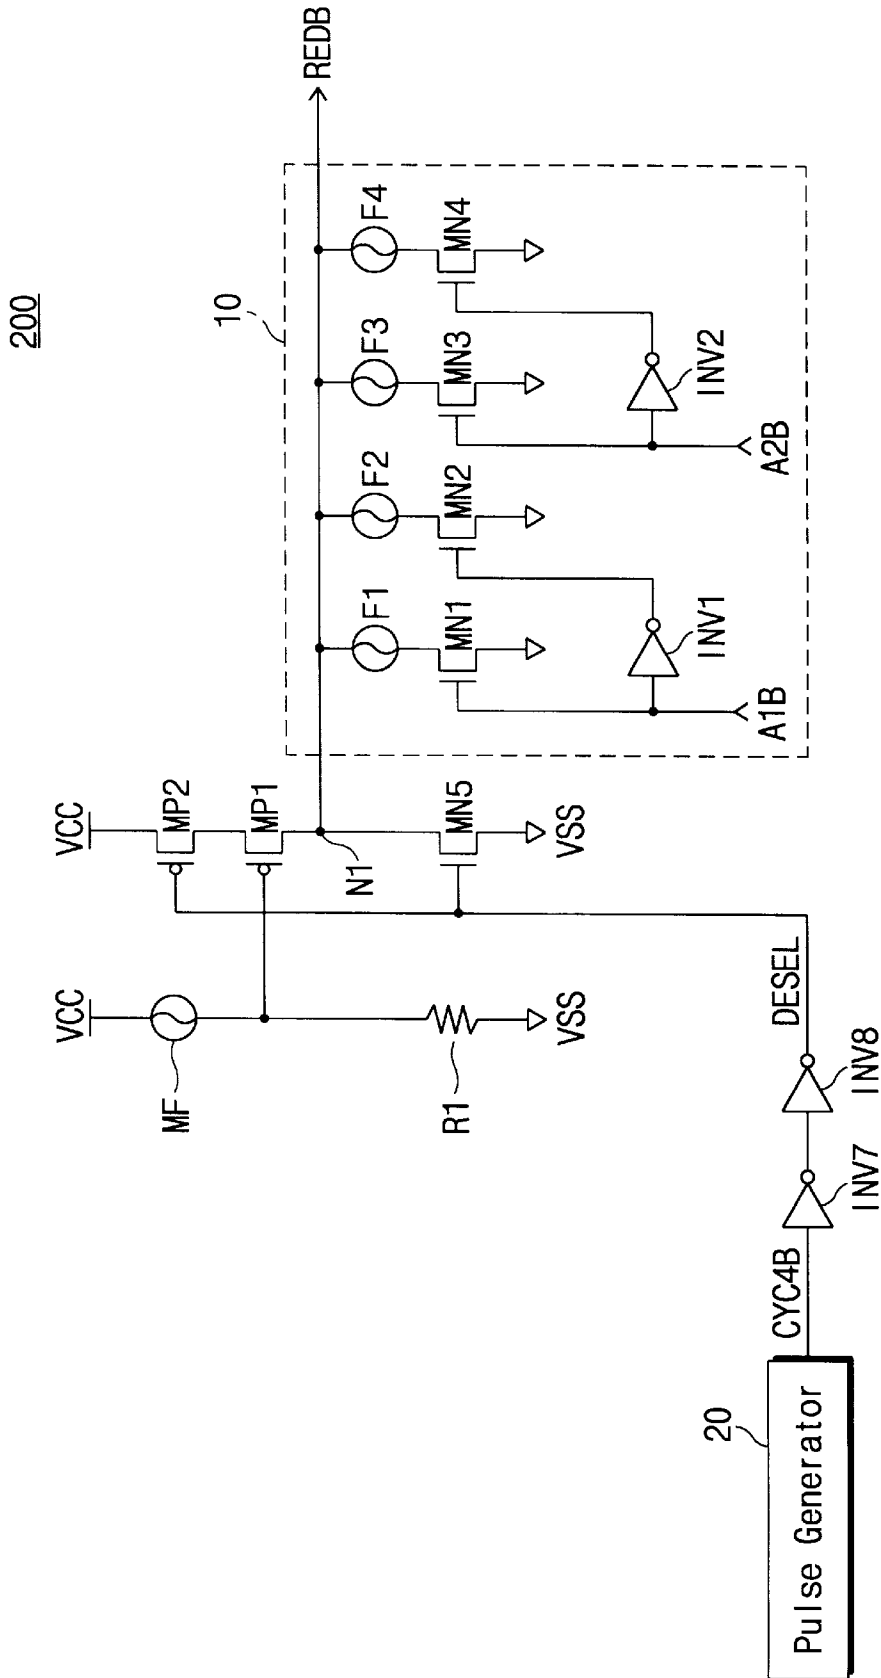 200
REDB
10
F1
F2
F3
F4
MN1
MN2
MN3
MN4
INV1
INV2
A1B
A2B
VCC
MP2
MP1
N1
MN5
VSS
VCC
MF
R1
VSS
DESEL
INV8
INV7
CYC4B
20
Pulse Generator